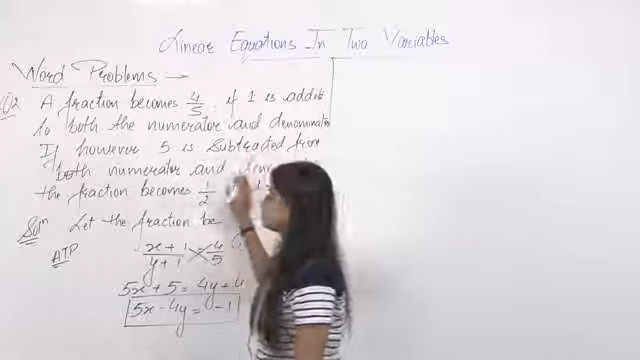 Linear Equations In Two Variables
Word Problems →
Q2 A fraction becomes 4/5, if 1 is added
to both the numerator and denominator
If however 5 is subtracted from
both numerator and
the fraction becomes 1/2
Soln Let the fraction be
ATP x+1/y+1 = 4/5
5x + 5 = 4y + 4
5x - 4y = -1